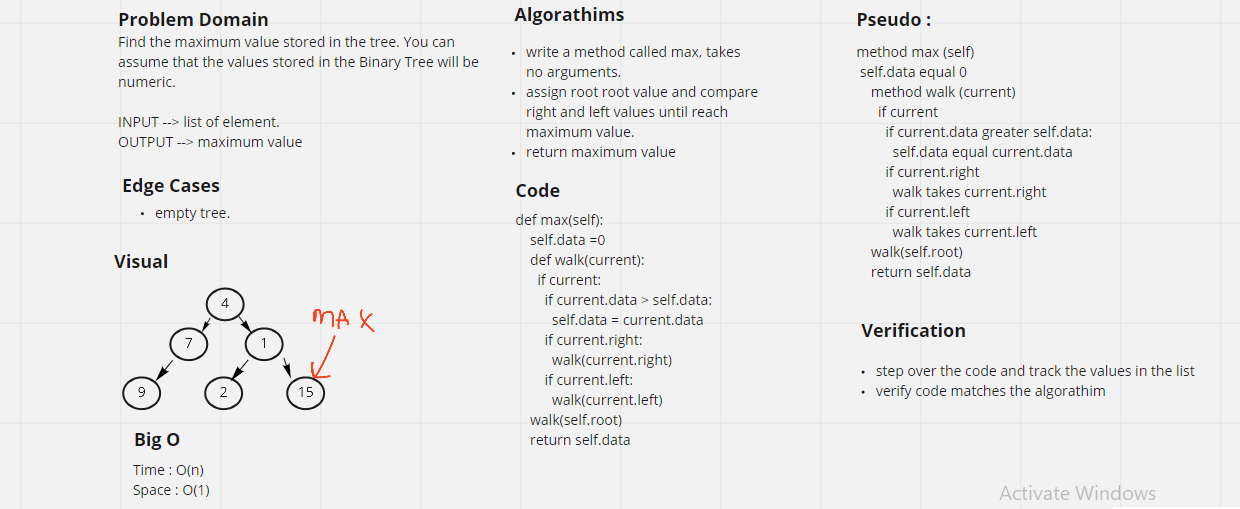 Problem Domain
Find the maximum value stored in the tree. You can
assume that the values stored in the Binary Tree will be
numeric.
INPUT --> list of element.
OUTPUT --> maximum value
Edge Cases
• empty tree.
Visual
4
7 1
9 2 15
MAX
Big O
Time : O(n)
Space : O(1)
Algorathims
• write a method called max, takes
no arguments.
• assign root root value and compare
right and left values until reach
maximum value.
• return maximum value
Code
def max(self):
self.data =0
def walk(current):
if current:
if current.data > self.data:
self.data = current.data
if current.right:
walk(current.right)
if current.left:
walk(current.left)
walk(self.root)
return self.data
Pseudo :
method max (self)
self.data equal 0
method walk (current)
if current
if current.data greater self.data:
self.data equal current.data
if current.right
walk takes current.right
if current.left
walk takes current.left
walk(self.root)
return self.data
Verification
• step over the code and track the values in the list
• verify code matches the algorathim
Activate Windows